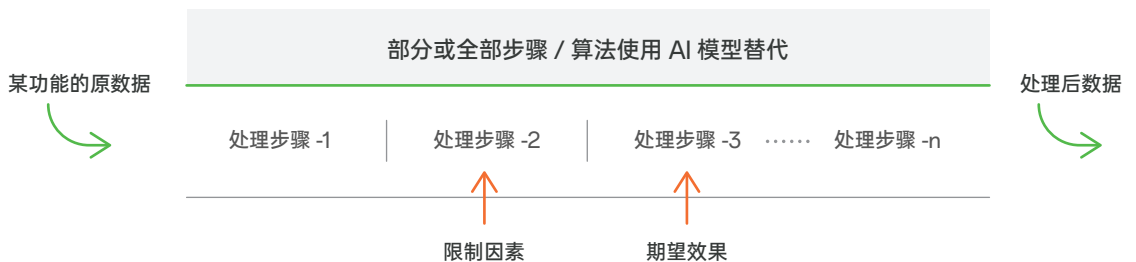 部分或全部步骤 / 算法使用 AI 模型替代
某功能的原数据
处理后数据
处理步骤 -1
处理步骤 -2
处理步骤 -3 ······ 处理步骤 -n
限制因素
期望效果